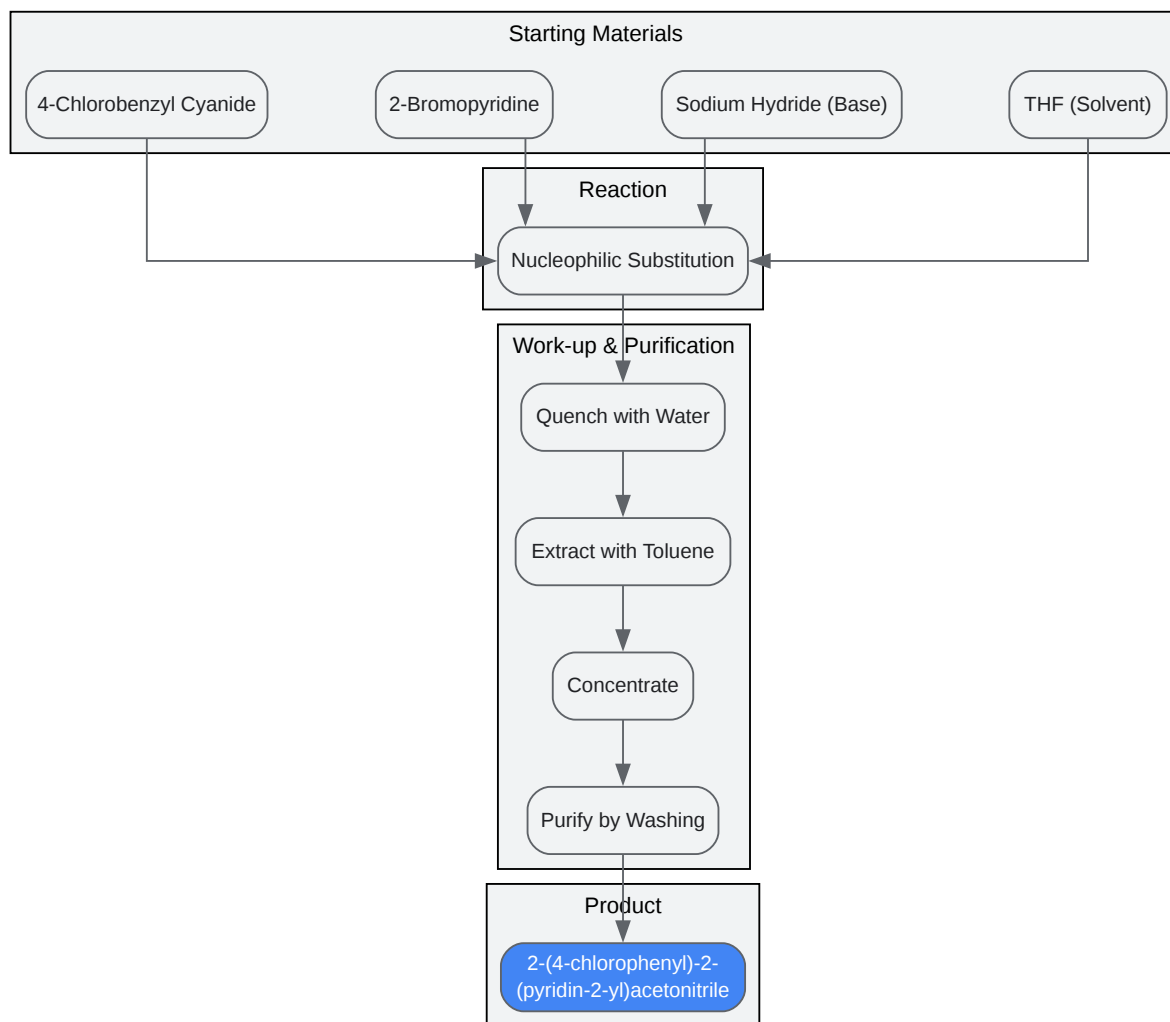 Starting Materials
4-Chlorobenzyl Cyanide
2-Bromopyridine
Sodium Hydride (Base)
THF (Solvent)
Reaction
Nucleophilic Substitution
Work-up & Purification
Quench with Water
Extract with Toluene
Concentrate
Purify by Washing
Product
2-(4-chlorophenyl)-2-
(pyridin-2-yl)acetonitrile